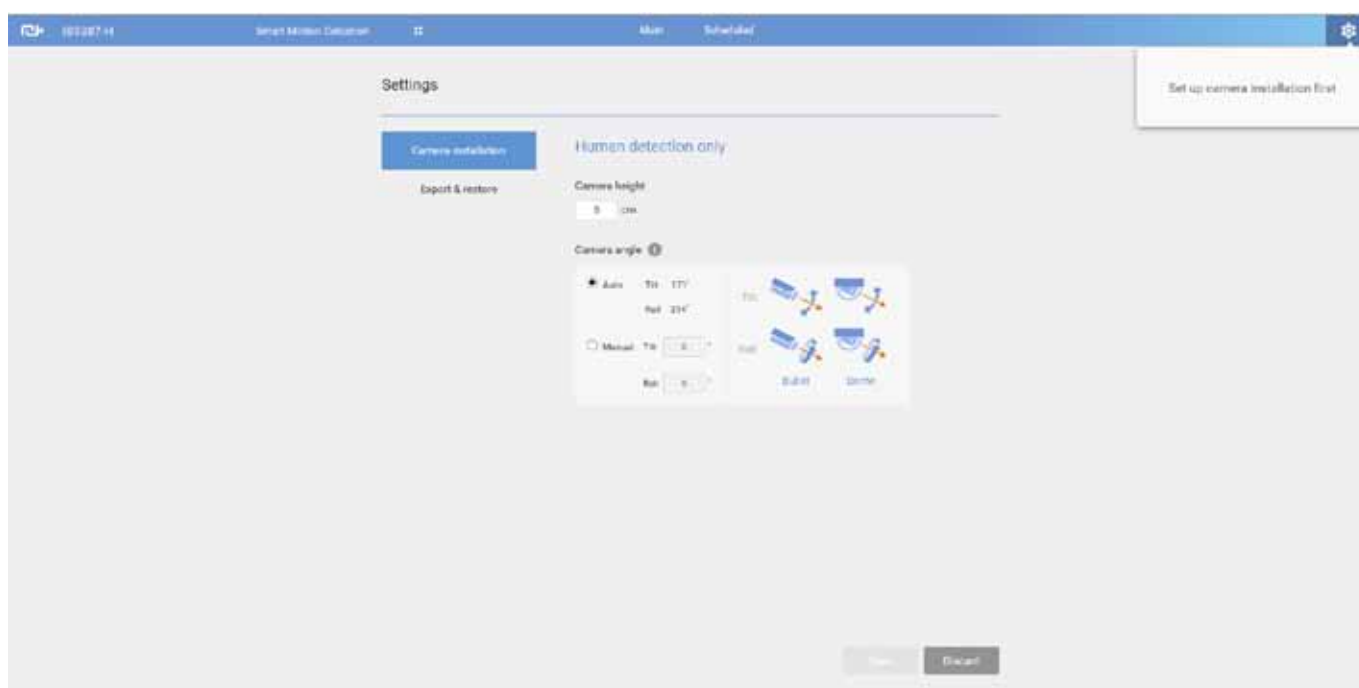 Smart Motion Detection
Main Scheduled
Set up camera installation first
Settings
Camera installation
Export & restore
Human detection only
Camera height
cm
Camera angle
Auto Tilt
Roll
Manual Tilt
Roll
Tilt
Roll
Bullet Dome
Save Discard